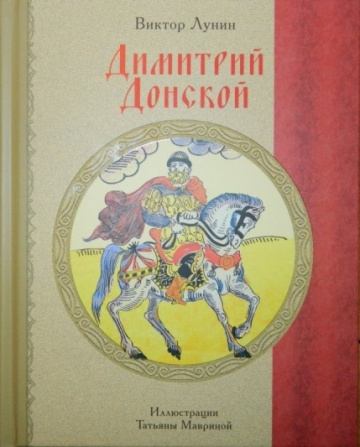 Виктор Лунин
Димитрий
Донской
Иллюстрации
Татьяны Мавриной